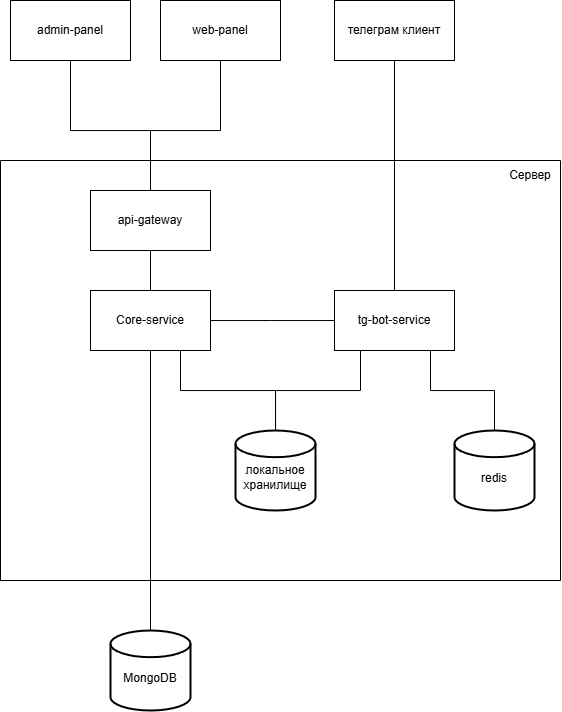 admin-panel
web-panel
телеграм клиент
Сервер
api-gateway
Core-service
tg-bot-service
локальное
хранилище
redis
MongoDB